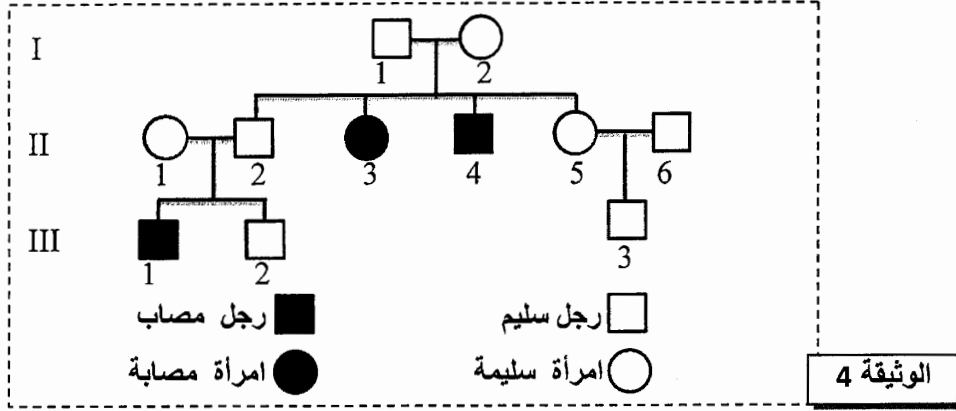 I
1 2
II
1 2 3 4 5 6
III
1 2 3
رجل سليم رجل مصاب
امرأة سليمة امرأة مصابة
الوثيقة 4